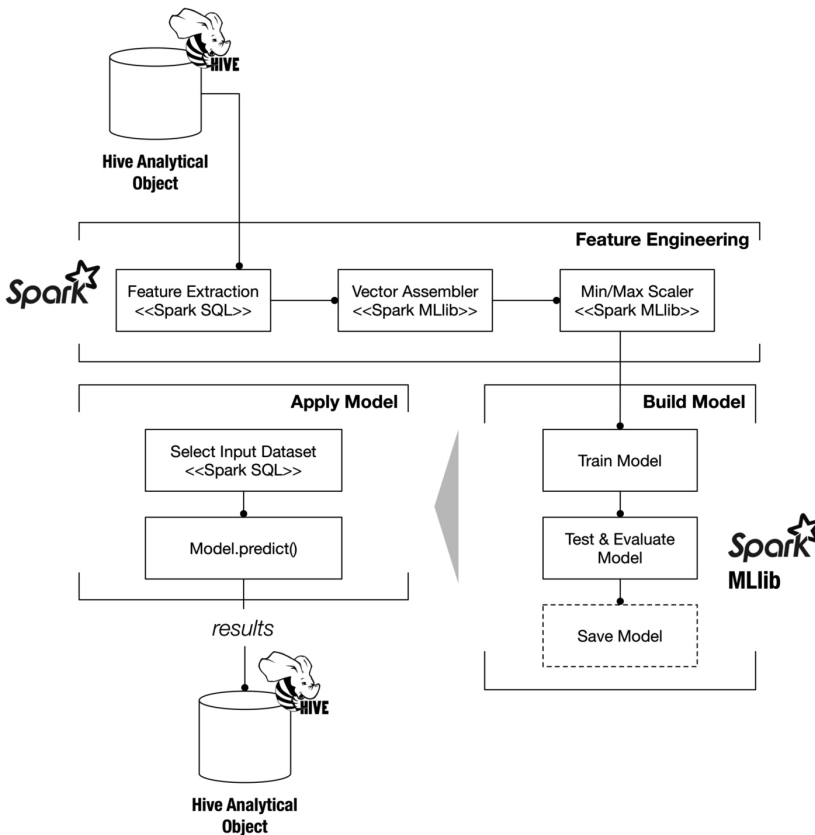 HIVE
Hive Analytical
Object
Feature Engineering
Spark
Feature Extraction
<<Spark SQL>>
Vector Assembler
<<Spark MLlib>>
Min/Max Scaler
<<Spark MLlib>>
Apply Model
Select Input Dataset
<<Spark SQL>>
Model.predict()
results
HIVE
Hive Analytical
Object
Build Model
Train Model
Test & Evaluate
Model
Save Model
Spark
MLlib